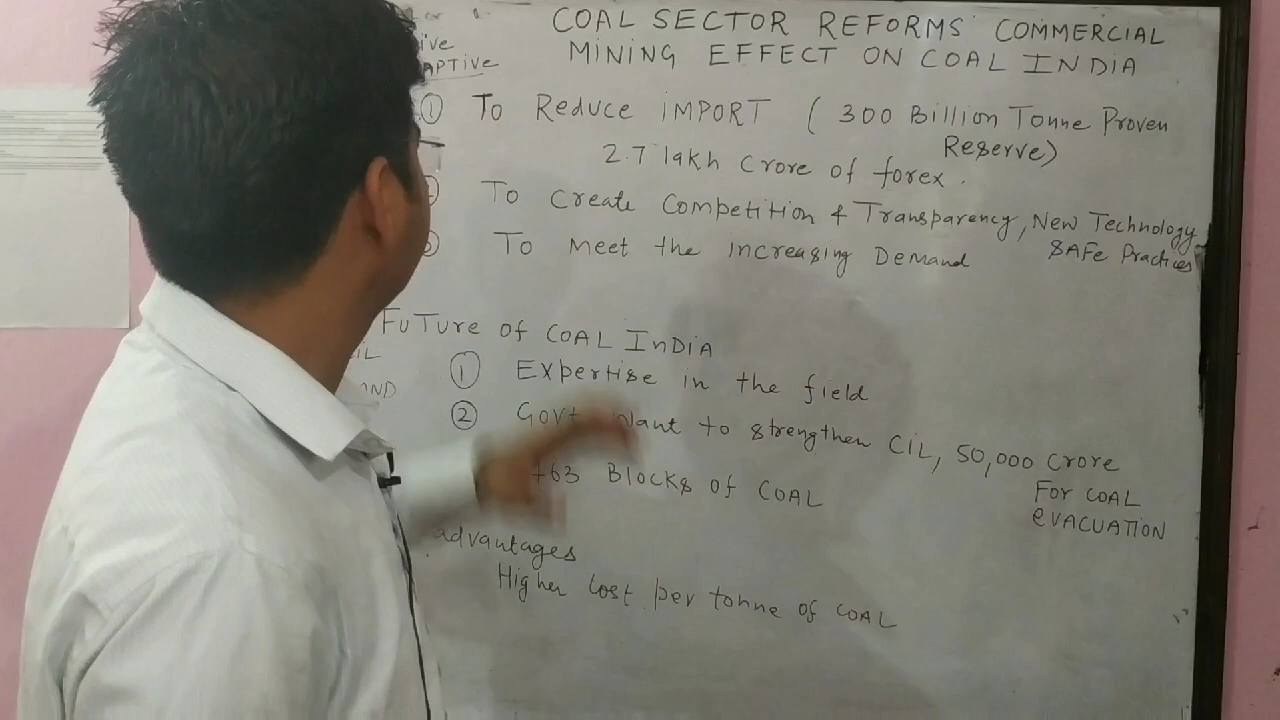 COAL SECTOR REFORMS COMMERCIAL
MINING EFFECT ON COAL INDIA
① To Reduce IMPORT ( 300 Billion Tonne Proven
Reserve)
2.7 lakh Crore of forex.
To Create Competition & Transparency, New Technology
SAFe Practices
To Meet the increasing Demand
FuTure of COAL INDIA
① Expertise in the field
② Govt Want to strengthen CIL, 50,000 Crore
For COAL
eVACUATION
+63 Blocks of COAL
advantages
Higher Cost per tonne of COAL